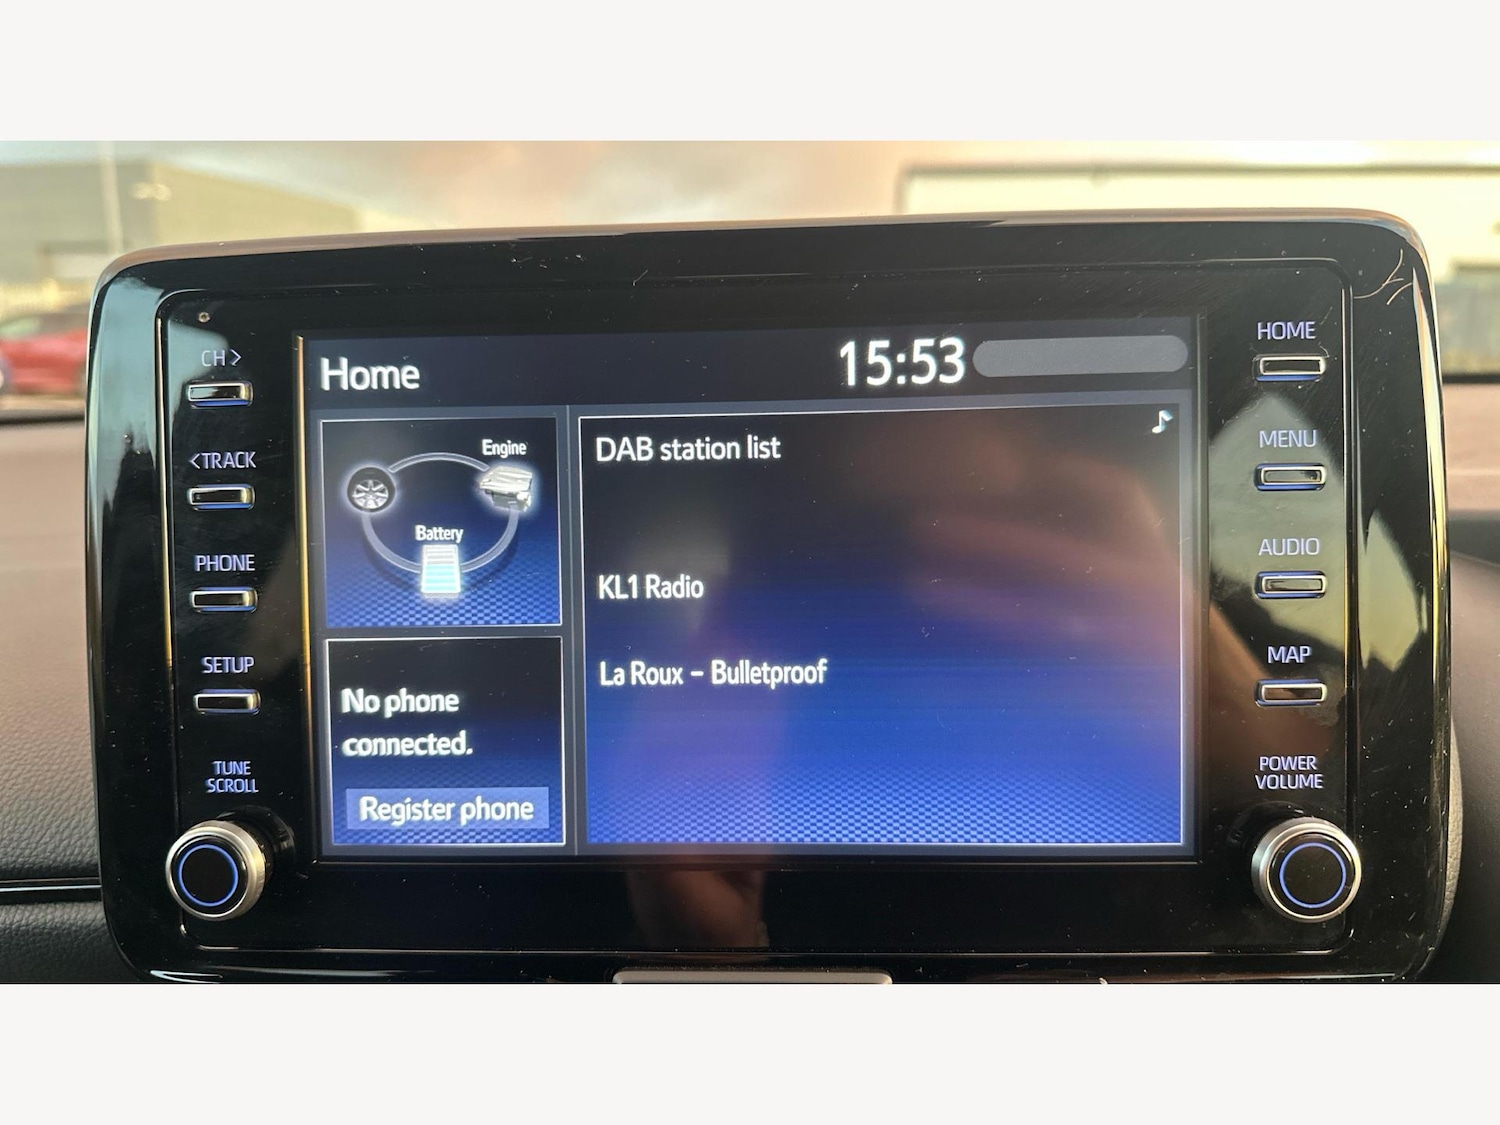 CH >
<TRACK
PHONE
SETUP
TUNE
SCROLL
Home
15:53
Engine
Battery
No phone
connected.
Register phone
DAB station list
KL1 Radio
La Roux – Bulletproof
HOME
MENU
AUDIO
MAP
POWER
VOLUME